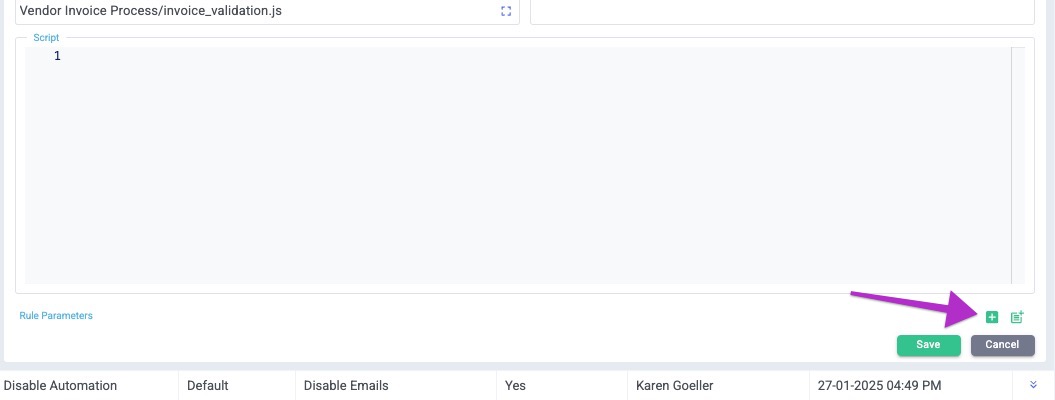 Vendor Invoice Process/invoice_validation.js
Script
1
Rule Parameters
Save Cancel
Disable Automation Default Disable Emails Yes Karen Goeller 27-01-2025 04:49 PM